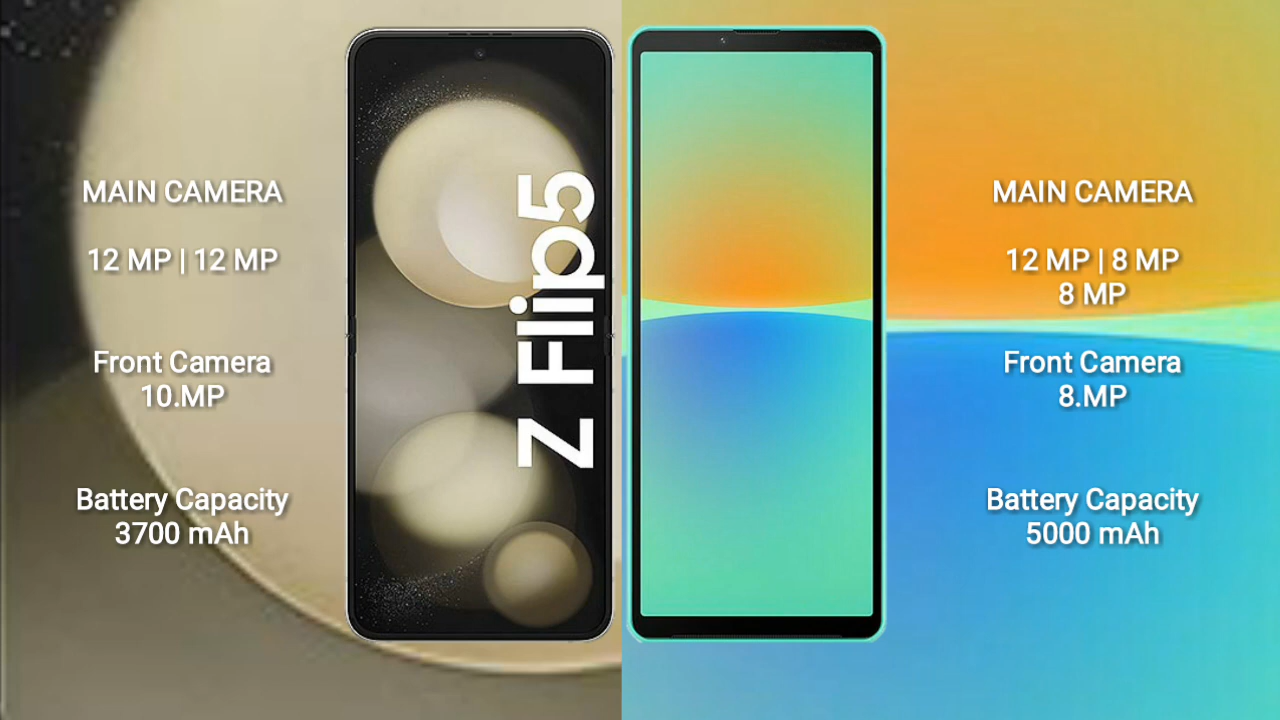 MAIN CAMERA
12 MP | 12 MP
Front Camera
10.MP
Battery Capacity
3700 mAh
Z Flip5
MAIN CAMERA
12 MP | 8 MP
8 MP
Front Camera
8.MP
Battery Capacity
5000 mAh